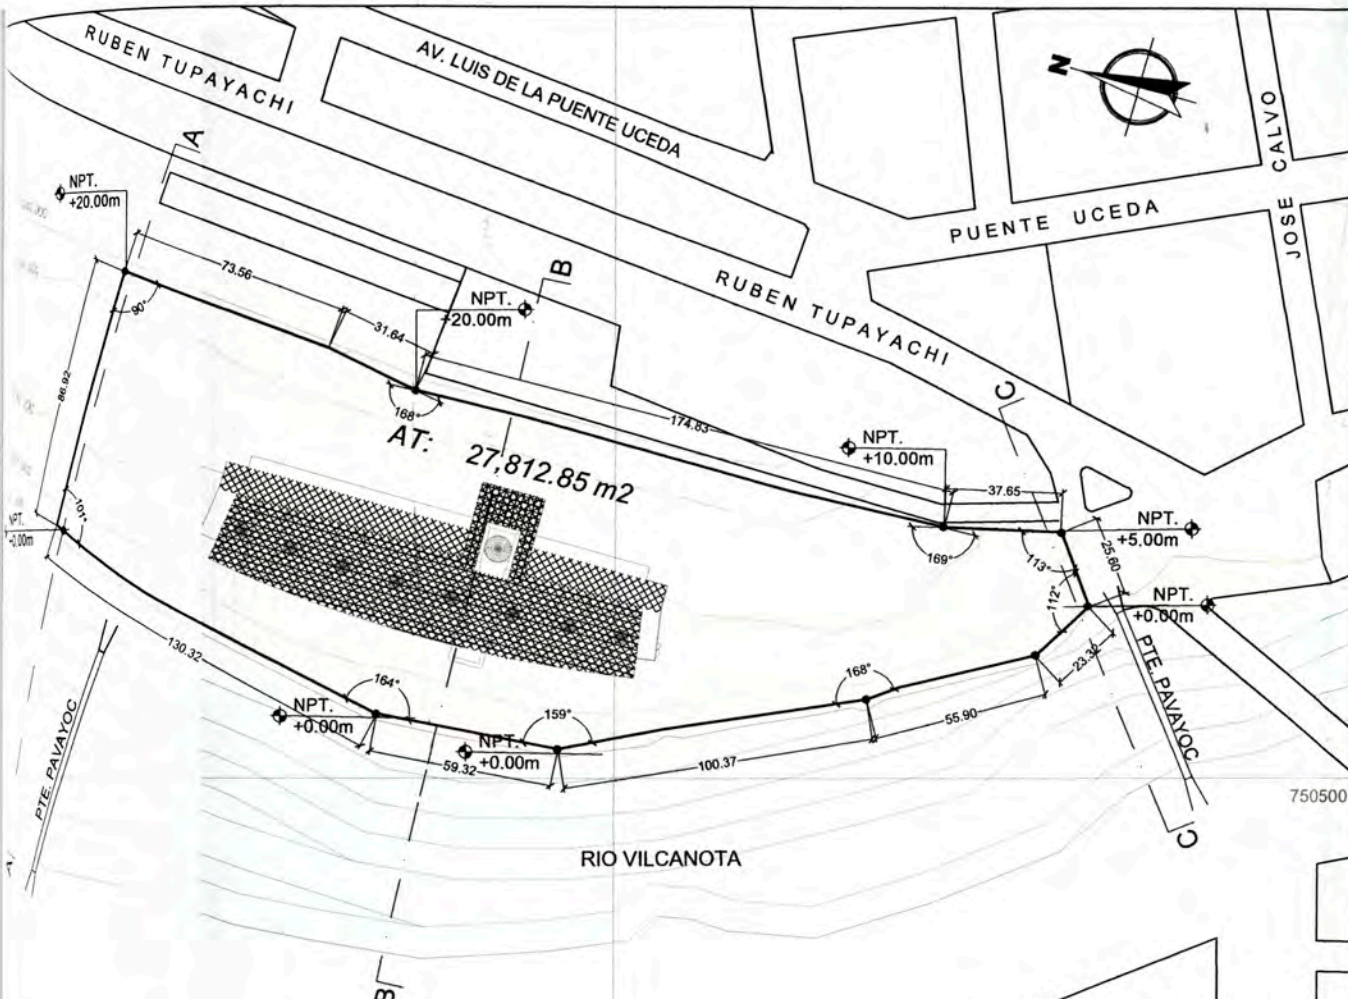 RUBEN TUPAYACHI
AV. LUIS DE LA PUENTE UCEDA
N
JOSE CALVO
PUENTE UCEDA
A
NPT.
+20.00m
73.56
90°
B
NPT.
+20.00m
31.64
RUBEN TUPAYACHI
C
86.92
168°
AT: 27,812.85 m2
174.83
NPT.
+10.00m
37.65
101°
NPT.
169°
113°
NPT.
+5.00m
25.60
112°
NPT.
+0.00m
23.32
PTE. PAVAYOC
130.32
PTE. PAVAYOC
164°
NPT.
+0.00m
159°
NPT.
+0.00m
168°
55.90
59.32
100.37
750500
C
RIO VILCANOTA
B